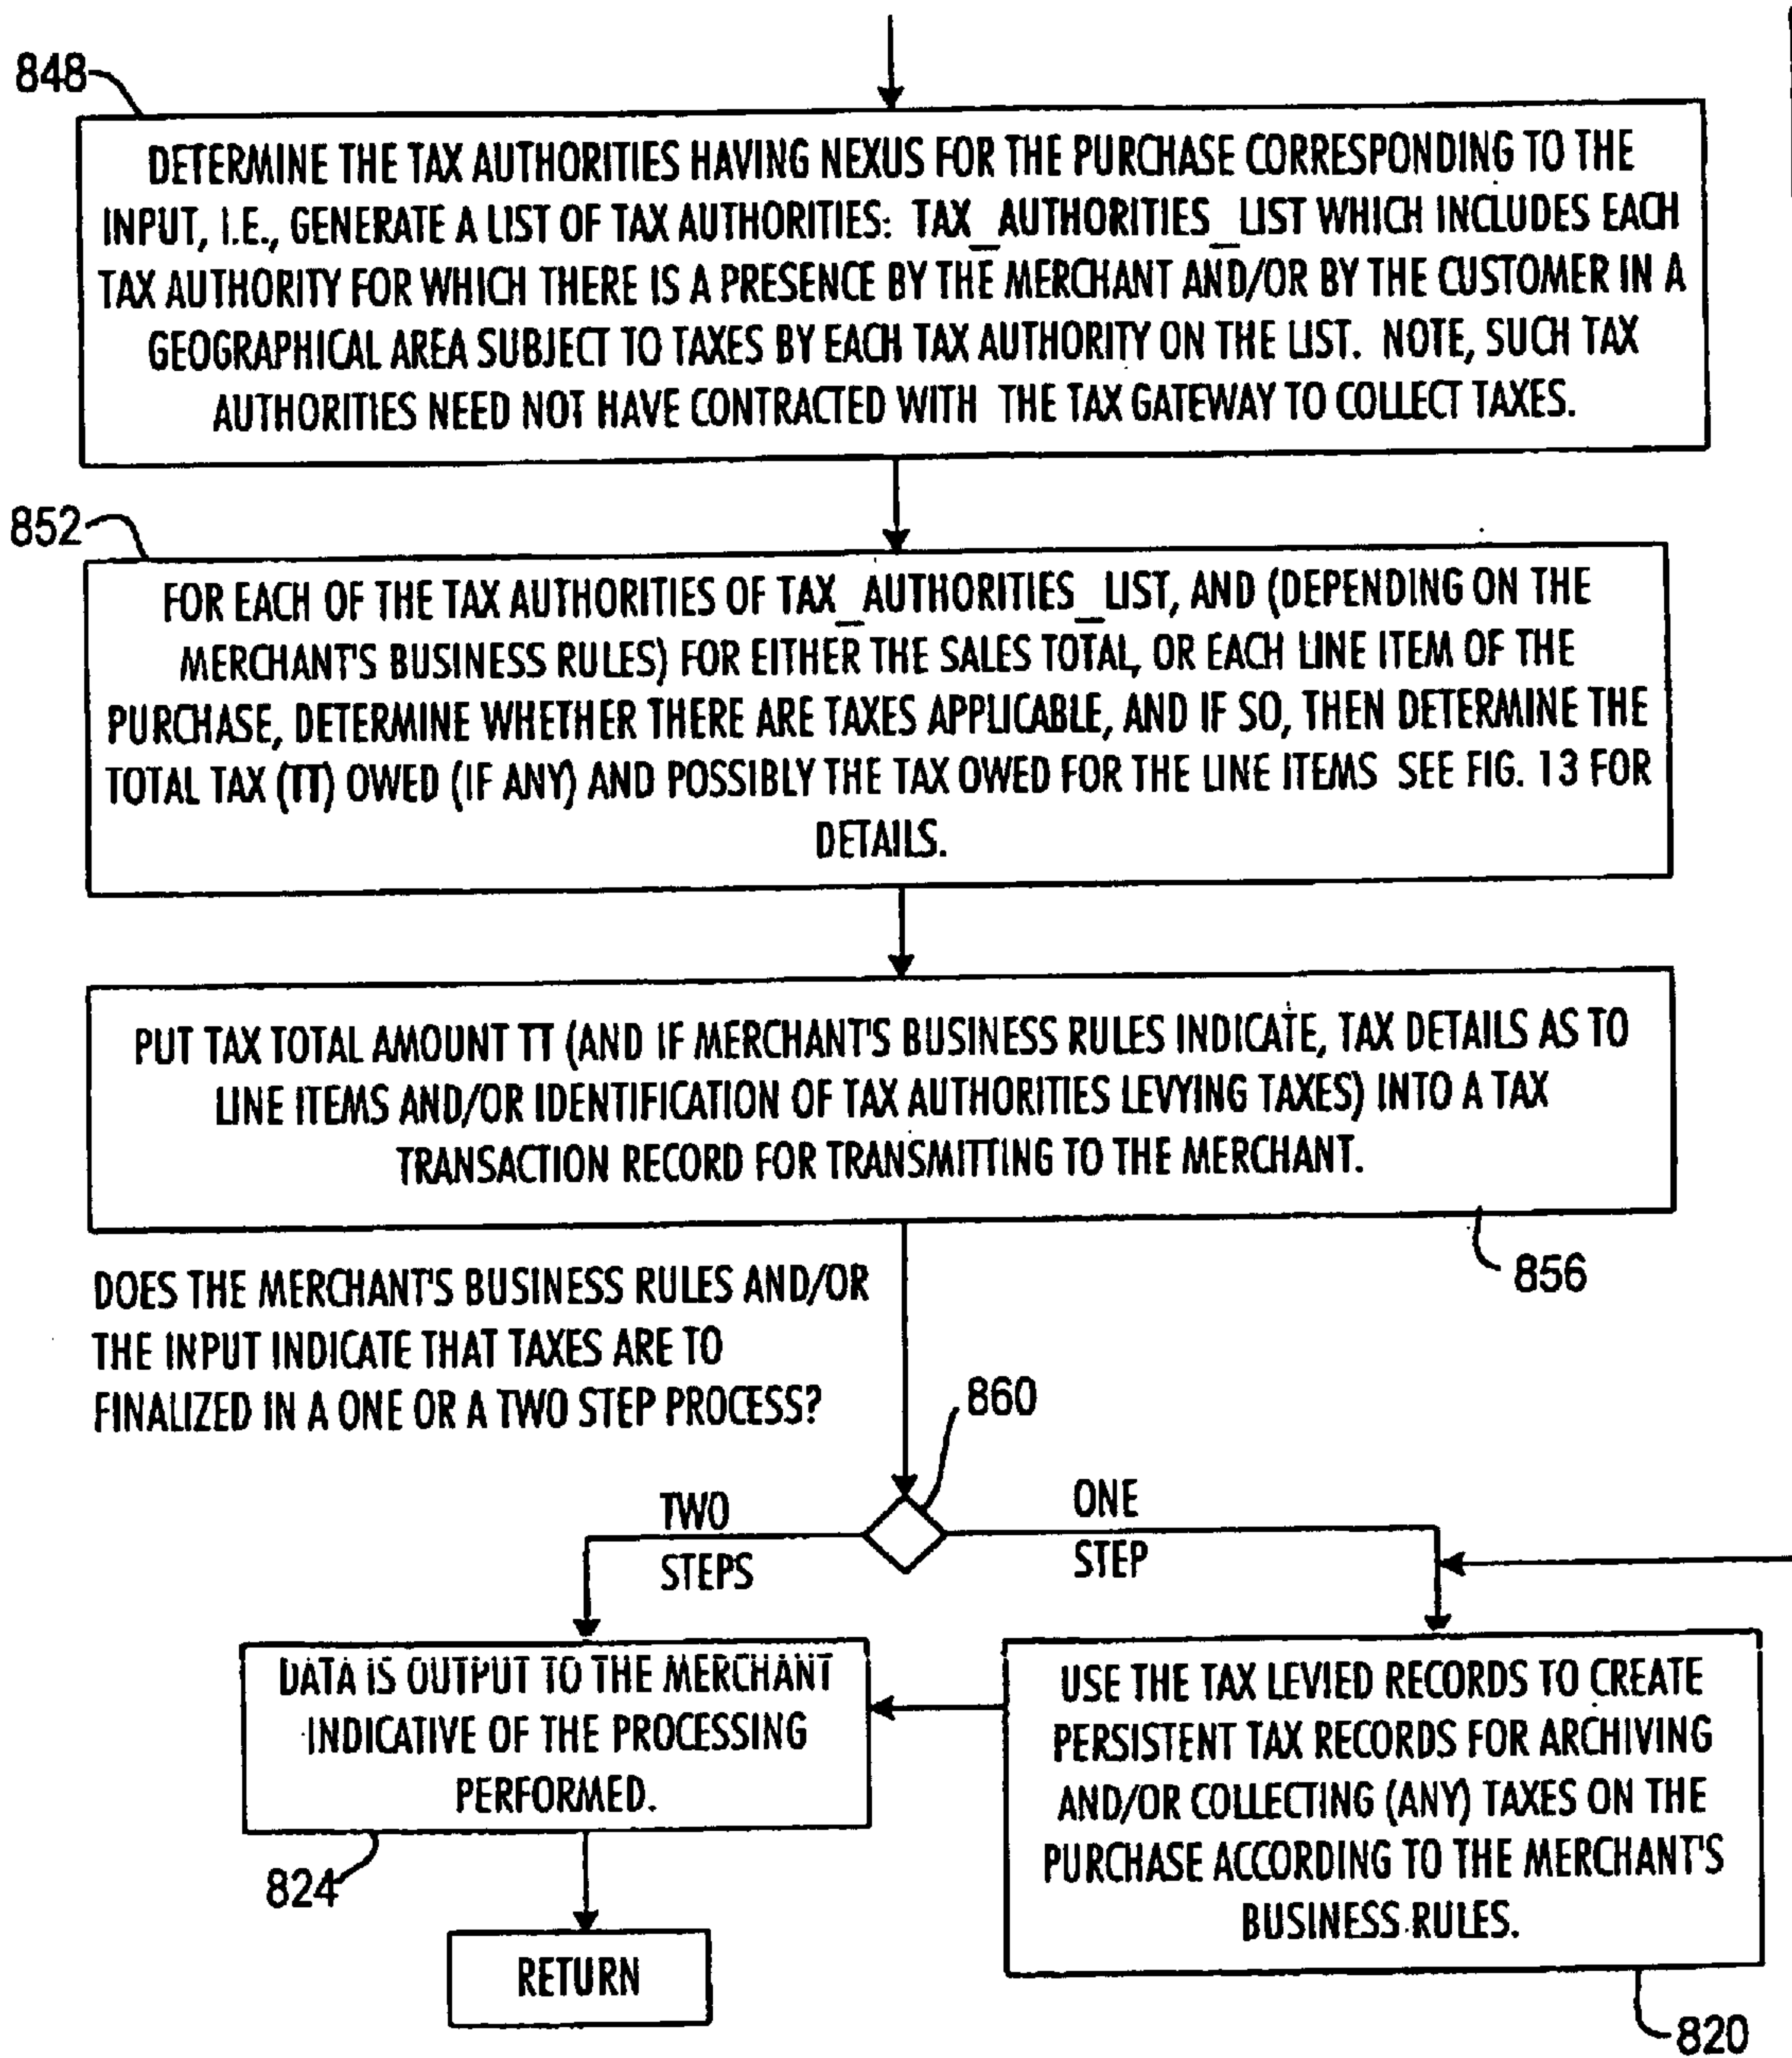 848
DETERMINE THE TAX AUTHORITIES HAVING NEXUS FOR THE PURCHASE CORRESPONDING TO THE
INPUT, I.E., GENERATE A LIST OF TAX AUTHORITIES: TAX_AUTHORITIES_LIST WHICH INCLUDES EACH
TAX AUTHORITY FOR WHICH THERE IS A PRESENCE BY THE MERCHANT AND/OR BY THE CUSTOMER IN A
GEOGRAPHICAL AREA SUBJECT TO TAXES BY EACH TAX AUTHORITY ON THE LIST. NOTE, SUCH TAX
AUTHORITIES NEED NOT HAVE CONTRACTED WITH THE TAX GATEWAY TO COLLECT TAXES.
852
FOR EACH OF THE TAX AUTHORITIES OF TAX_AUTHORITIES_LIST, AND (DEPENDING ON THE
MERCHANT'S BUSINESS RULES) FOR EITHER THE SALES TOTAL, OR EACH LINE ITEM OF THE
PURCHASE, DETERMINE WHETHER THERE ARE TAXES APPLICABLE, AND IF SO, THEN DETERMINE THE
TOTAL TAX (TT) OWED (IF ANY) AND POSSIBLY THE TAX OWED FOR THE LINE ITEMS SEE FIG. 13 FOR
DETAILS.
PUT TAX TOTAL AMOUNT TT (AND IF MERCHANT'S BUSINESS RULES INDICATE, TAX DETAILS AS TO
LINE ITEMS AND/OR IDENTIFICATION OF TAX AUTHORITIES LEVYING TAXES) INTO A TAX
TRANSACTION RECORD FOR TRANSMITTING TO THE MERCHANT.
856
DOES THE MERCHANT'S BUSINESS RULES AND/OR
THE INPUT INDICATE THAT TAXES ARE TO
FINALIZED IN A ONE OR A TWO STEP PROCESS?
860
TWO
STEPS
ONE
STEP
DATA IS OUTPUT TO THE MERCHANT
INDICATIVE OF THE PROCESSING
PERFORMED.
824
RETURN
USE THE TAX LEVIED RECORDS TO CREATE
PERSISTENT TAX RECORDS FOR ARCHIVING
AND/OR COLLECTING (ANY) TAXES ON THE
PURCHASE ACCORDING TO THE MERCHANT'S
BUSINESS RULES.
820